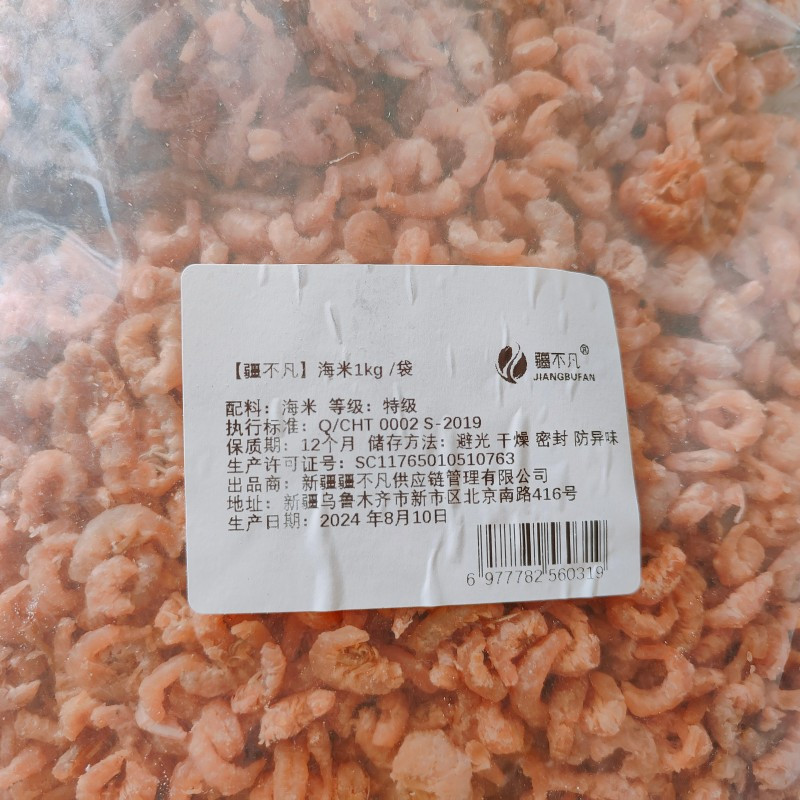 【疆不凡】海米1kg /袋
疆不凡®
JIANGBUFAN
配料：海米 等级：特级
执行标准：Q/CHT 0002 S-2019
保质期：12个月 储存方法：避光 干燥 密封 防异味
生产许可证号：SC11765010510763
出品商：新疆疆不凡供应链管理有限公司
地址：新疆乌鲁木齐市新市区北京南路416号
生产日期：2024 年8月10日
6 977782 560319